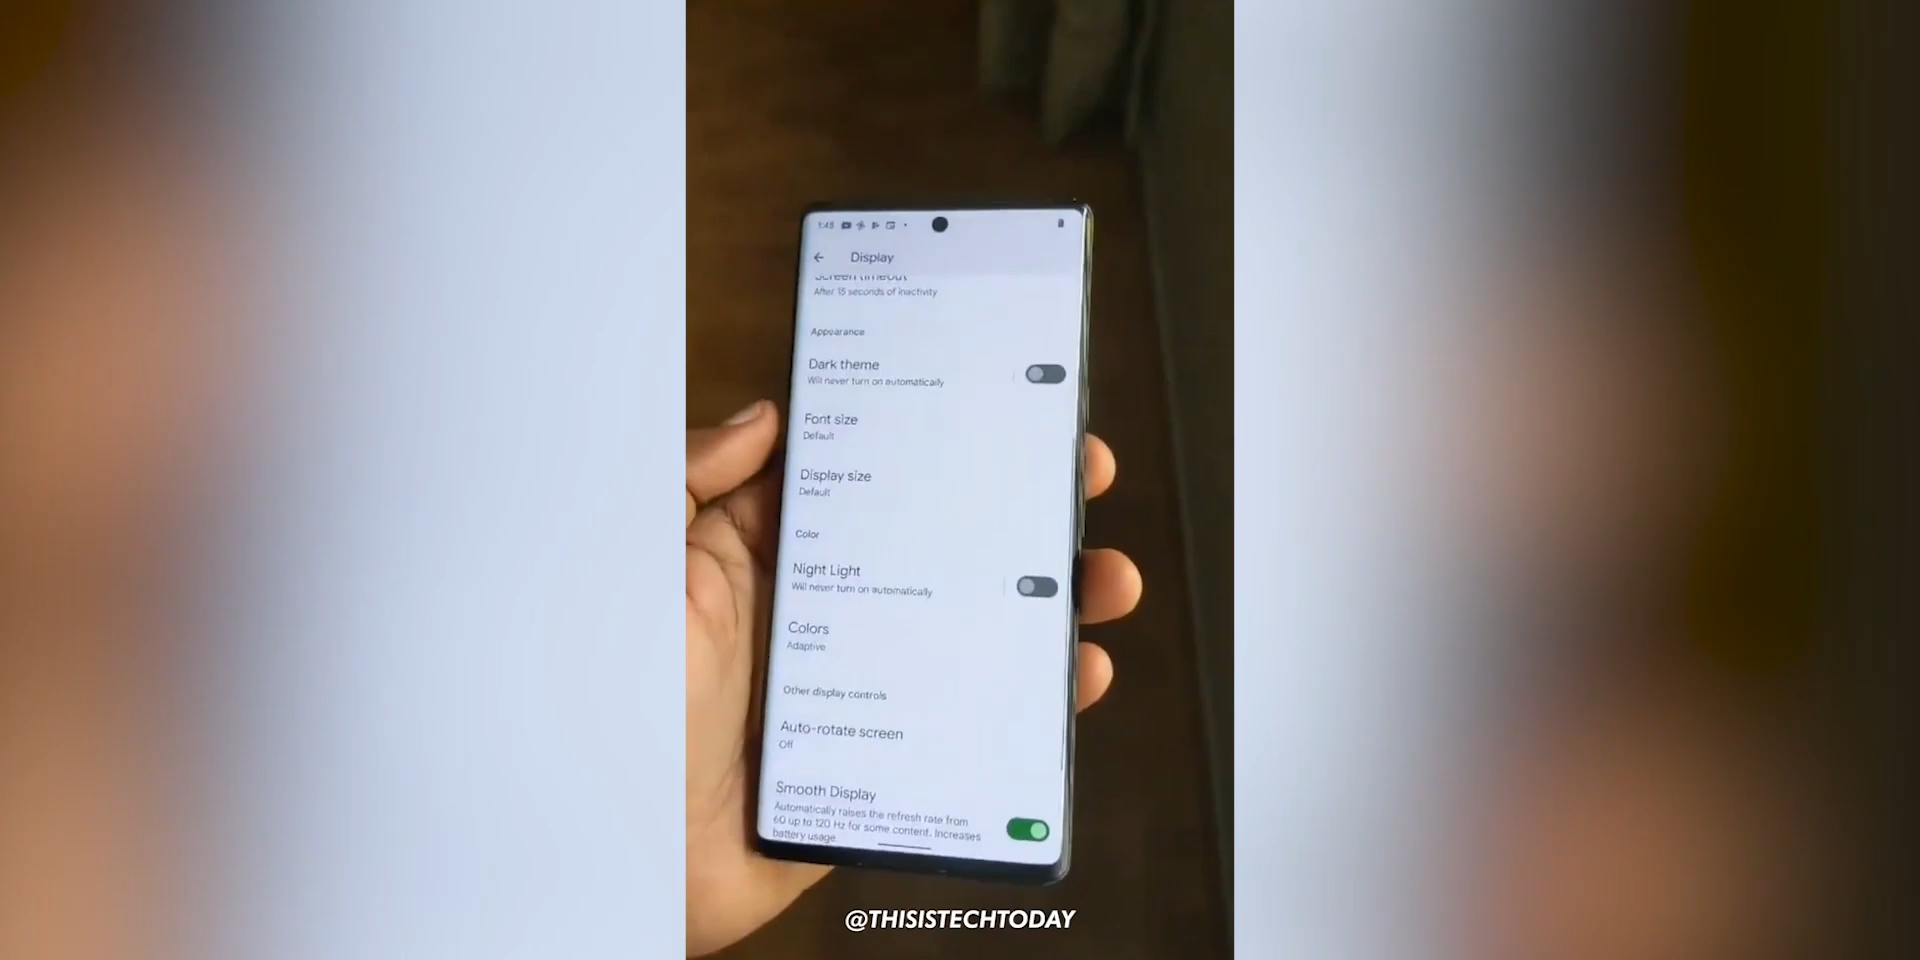 1:48
Display
Screen timeout
After 15 seconds of inactivity
Appearance
Dark theme
Will never turn on automatically
Font size
Default
Display size
Default
Color
Night Light
Will never turn on automatically
Colors
Adaptive
Other display controls
Auto-rotate screen
Off
Smooth Display
Automatically raises the refresh rate from
60 up to 120 Hz for some content. Increases
battery usage
@THISISTECHTODAY